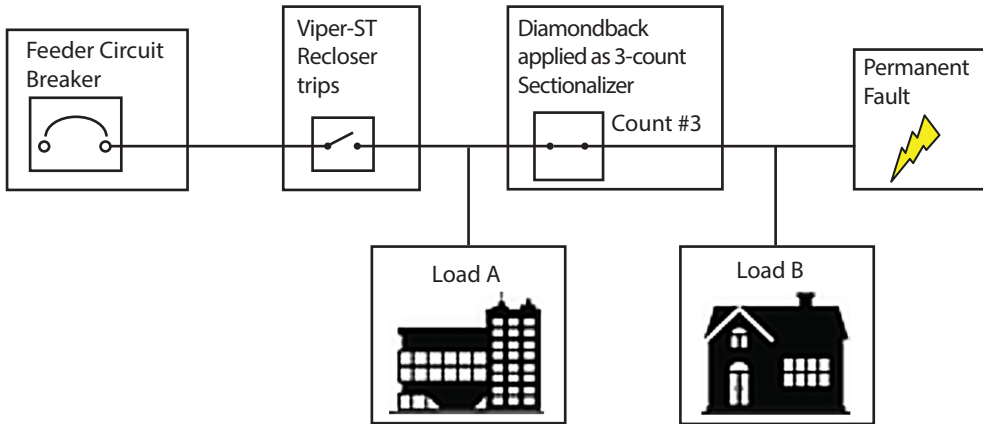 Feeder Circuit
Breaker
Viper-ST
Recloser
trips
Diamondback
applied as 3-count
Sectionalizer
Count #3
Permanent
Fault
Load A
Load B